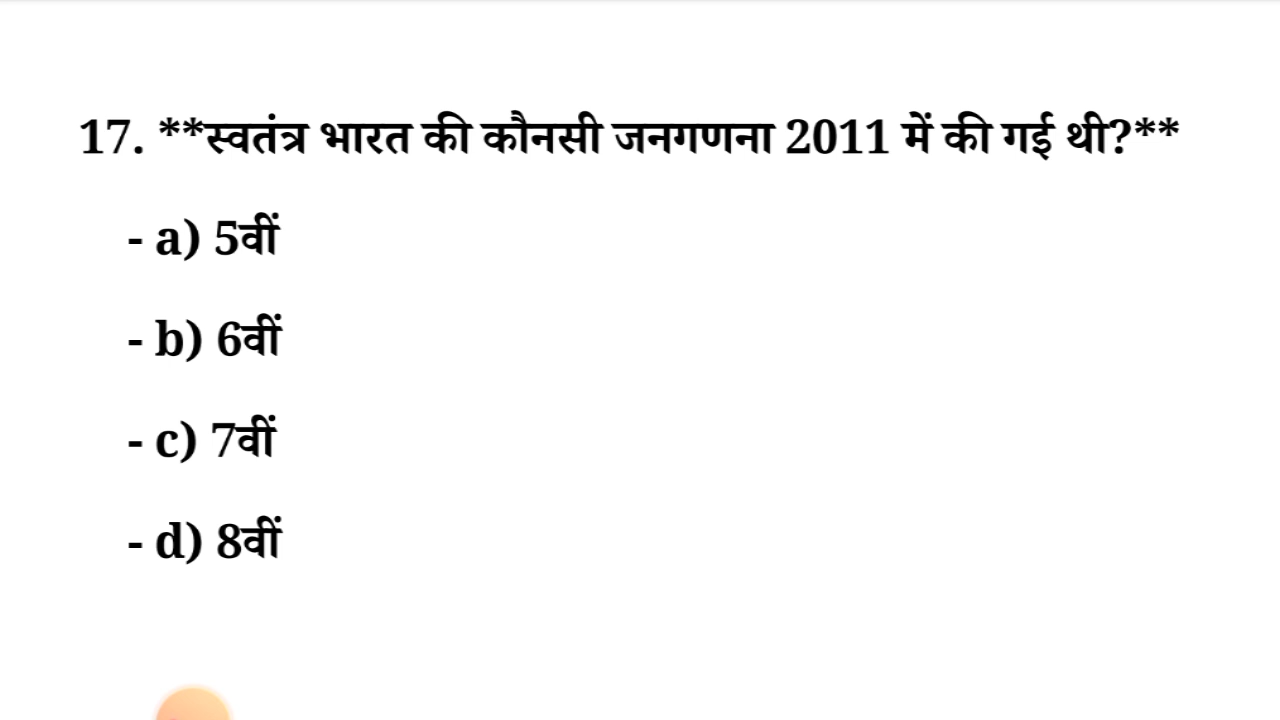 17. **स्वतंत्र भारत की कौनसी जनगणना 2011 में की गई थी?**
- a) 5वीं
- b) 6वीं
- c) 7वीं
- d) 8वीं